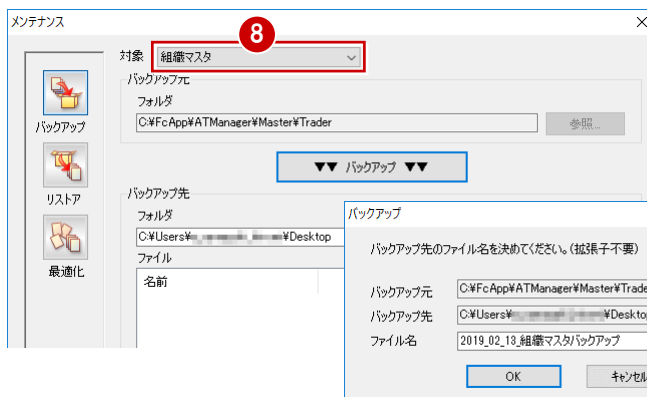 メンテナンス
8
対象 組織マスタ
バックアップ元
フォルダ
C:¥FcApp¥ATManager¥Master¥Trader 参照...
バックアップ
▼▼ バックアップ ▼▼
リストア
バックアップ先
フォルダ
C:¥Users¥ ¥Desktop
ファイル
最適化
名前
バックアップ
バックアップ先のファイル名を決めてください。(拡張子不要)
バックアップ元 C:¥FcApp¥ATManager¥Master¥Trade
バックアップ先 C:¥Users¥ ¥Deskto
ファイル名 2019_02_13_組織マスタバックアップ
OK キャンセル